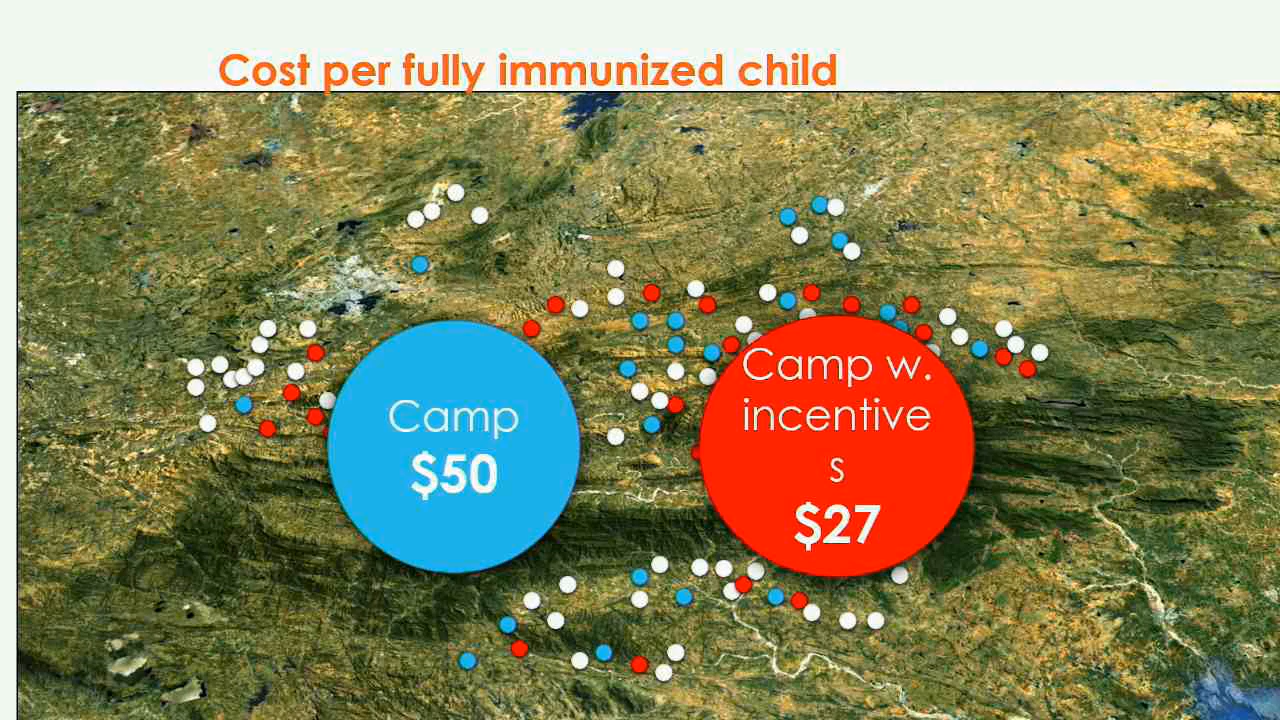 Cost per fully immunized child
Camp
$50
Camp w.
incentive
s
$27